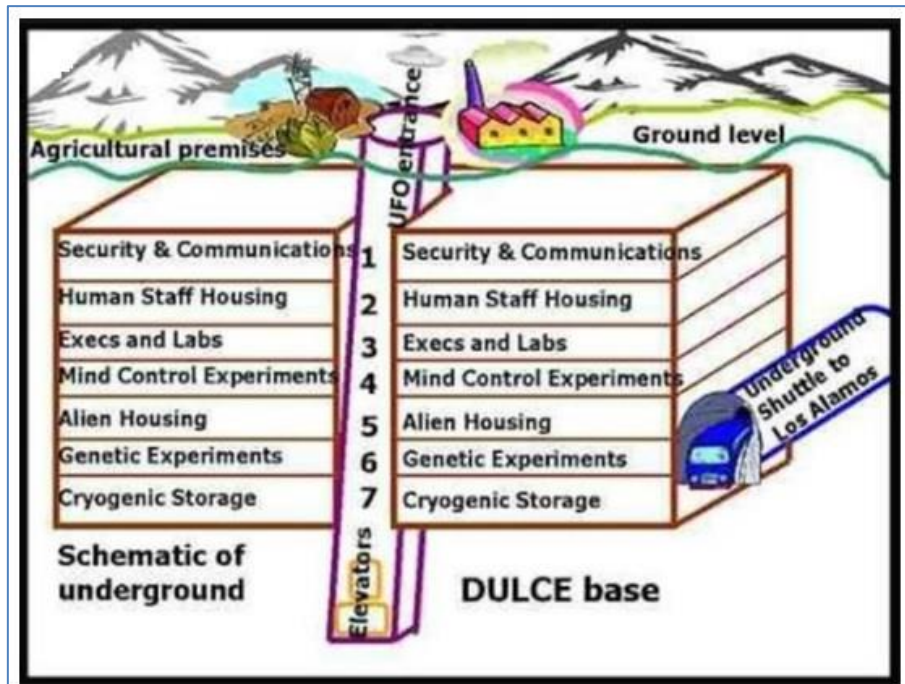 UFO entrance
Agricultural premises
Ground level
Security & Communications
1
Security & Communications
Human Staff Housing
2
Human Staff Housing
Execs and Labs
3
Execs and Labs
Mind Control Experiments
4
Mind Control Experiments
Alien Housing
5
Alien Housing
Genetic Experiments
6
Genetic Experiments
Cryogenic Storage
7
Cryogenic Storage
Underground
Shuttle to
Los Alamos
Elevators
Schematic of
underground
DULCE base